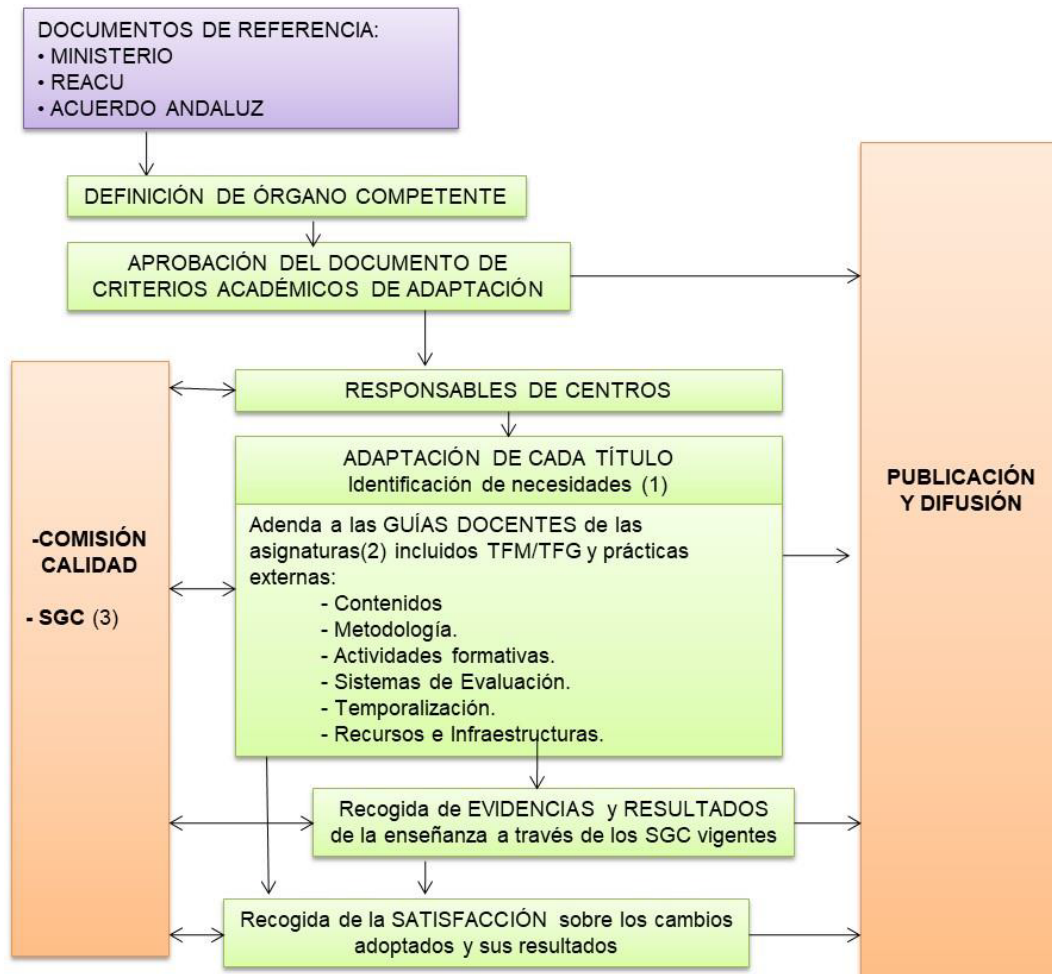 DOCUMENTOS DE REFERENCIA:
• MINISTERIO
• REACU
• ACUERDO ANDALUZ
DEFINICIÓN DE ÓRGANO COMPETENTE
APROBACIÓN DEL DOCUMENTO DE
CRITERIOS ACADÉMICOS DE ADAPTACIÓN
RESPONSABLES DE CENTROS
ADAPTACIÓN DE CADA TÍTULO
Identificación de necesidades (1)
Adenda a las GUÍAS DOCENTES de las
asignaturas(2) incluidos TFM/TFG y prácticas
externas:
- Contenidos
- Metodología.
- Actividades formativas.
- Sistemas de Evaluación.
- Temporalización.
- Recursos e Infraestructuras.
Recogida de EVIDENCIAS y RESULTADOS
de la enseñanza a través de los SGC vigentes
Recogida de la SATISFACCIÓN sobre los cambios
adoptados y sus resultados
-COMISIÓN
CALIDAD
- SGC (3)
PUBLICACIÓN
Y DIFUSIÓN